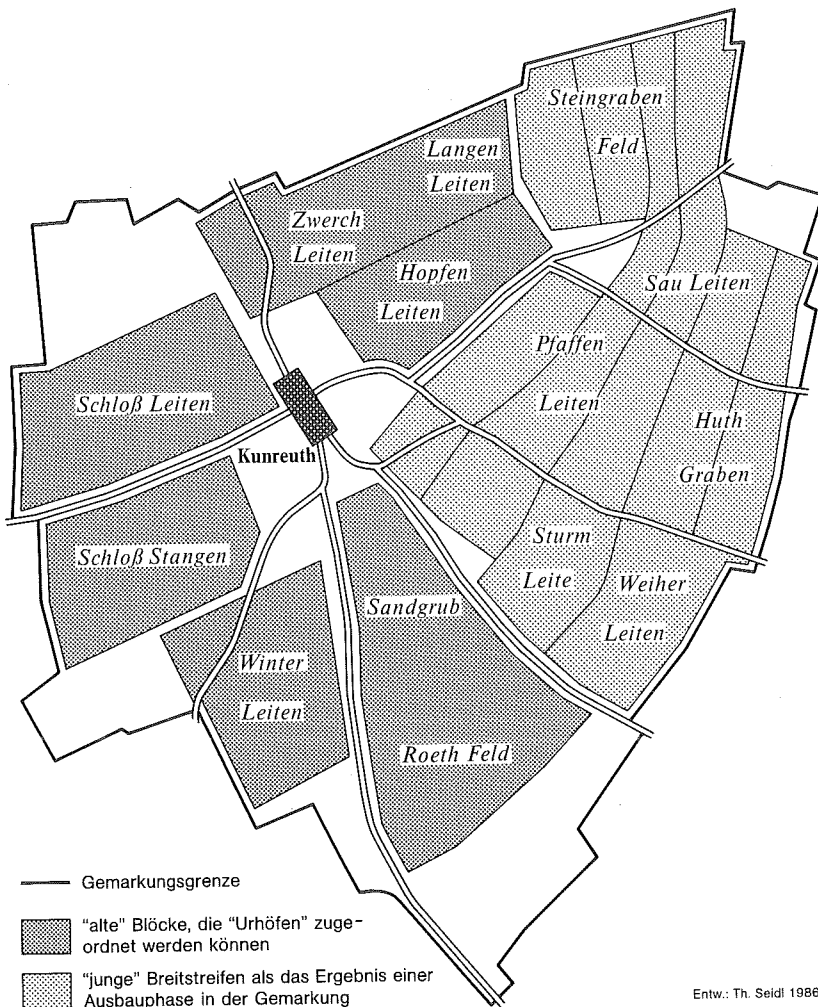 Steingraben
Feld
Langen
Leiten
Zwerch
Leiten
Hopfen
Leiten
Sau Leiten
Pfaffen
Leiten
Schloß Leiten
Huth
Graben
Kunreuth
Schloß Stangen
Sturm
Leite
Weiher
Leiten
Sandgrub
Winter
Leiten
Roeth Feld
Gemarkungsgrenze
"alte" Blöcke, die "Urhöfen" zuge-
ordnet werden können
"junge" Breitstreifen als das Ergebnis einer
Ausbauphase in der Gemarkung
Entw.: Th. Seidl 1986